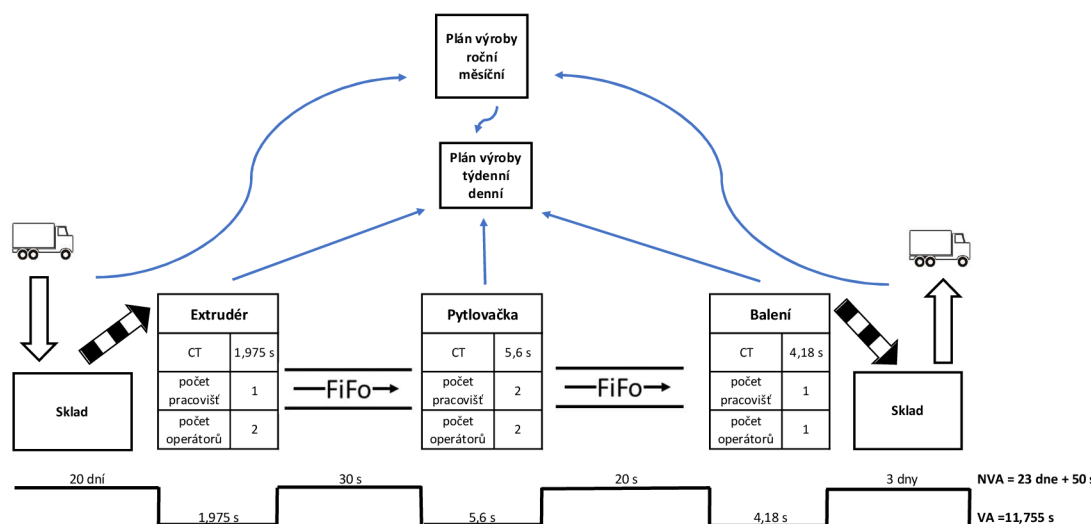 Plán výroby
roční
měsíční
Plán výroby
týdenní
denní
Extrudér
CT 1,975 s
počet
pracovišť 1
počet
operátorů 2
FiFo
Pytlovačka
CT 5,6 s
počet
pracovišť 2
počet
operátorů 2
FiFo
Balení
CT 4,18 s
počet
pracovišť 1
počet
operátorů 1
Sklad
Sklad
20 dní 30 s 20 s 3 dny NVA = 23 dne + 50 s
1,975 s 5,6 s 4,18 s VA =11,755 s